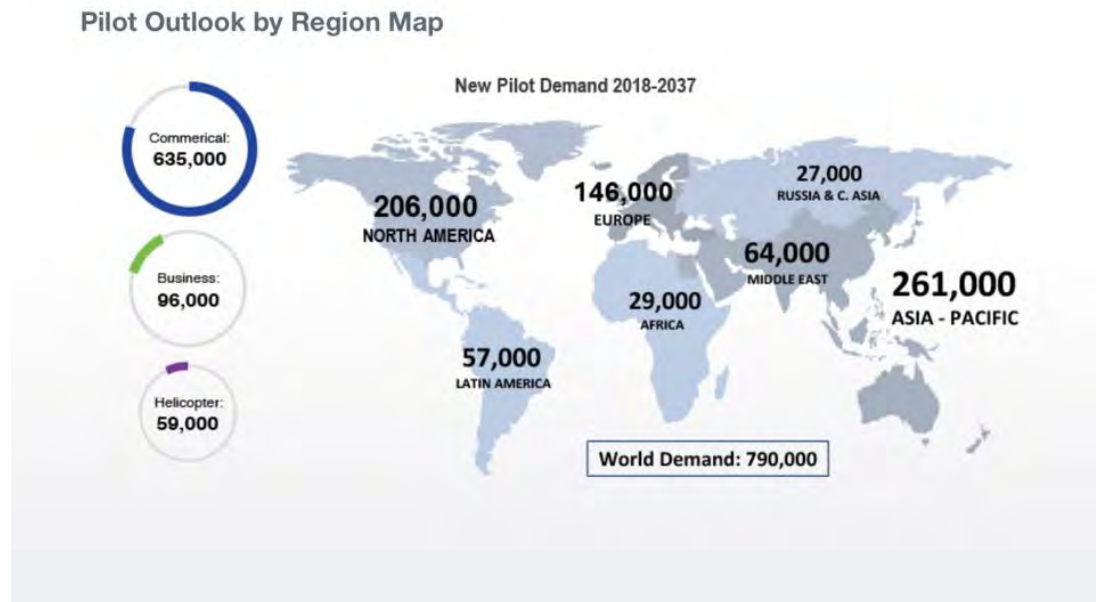 Pilot Outlook by Region Map
New Pilot Demand 2018-2037
Commerical:
635,000
Business:
96,000
Helicopter:
59,000
206,000
NORTH AMERICA
146,000
EUROPE
27,000
RUSSIA & C. ASIA
64,000
MIDDLE EAST
261,000
ASIA - PACIFIC
29,000
AFRICA
57,000
LATIN AMERICA
World Demand: 790,000